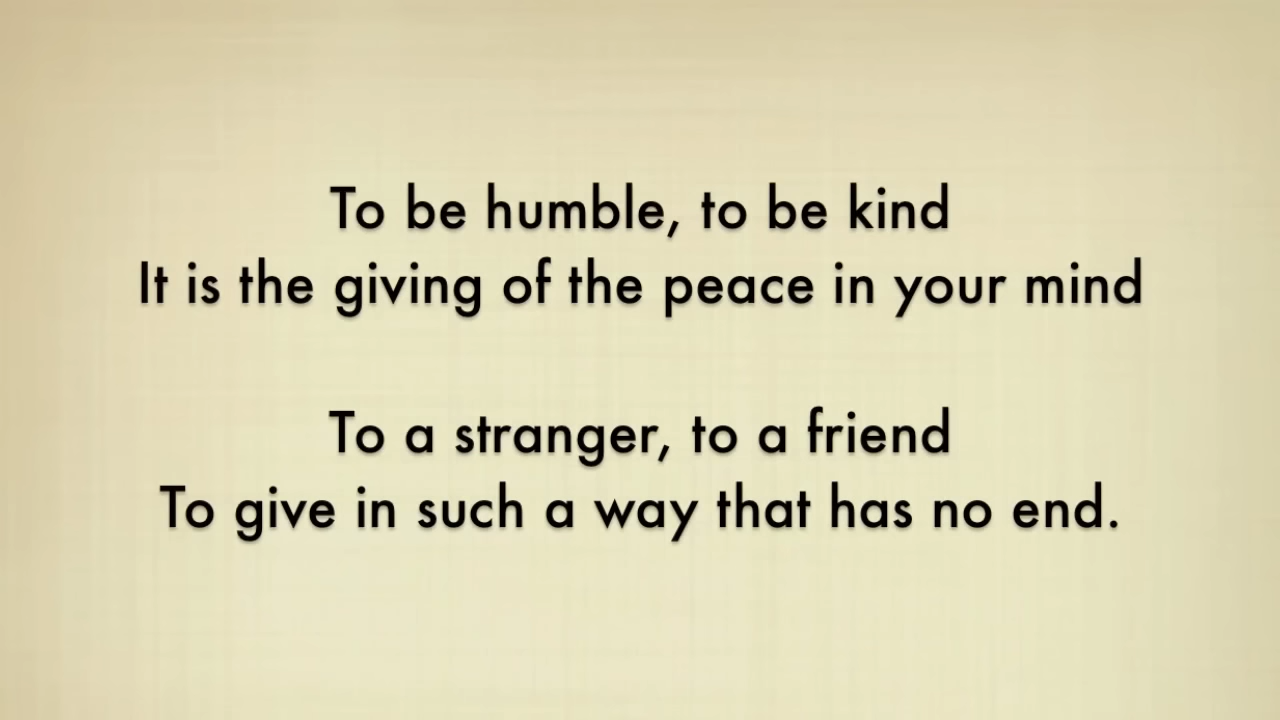 To be humble, to be kind
It is the giving of the peace in your mind
To a stranger, to a friend
To give in such a way that has no end.